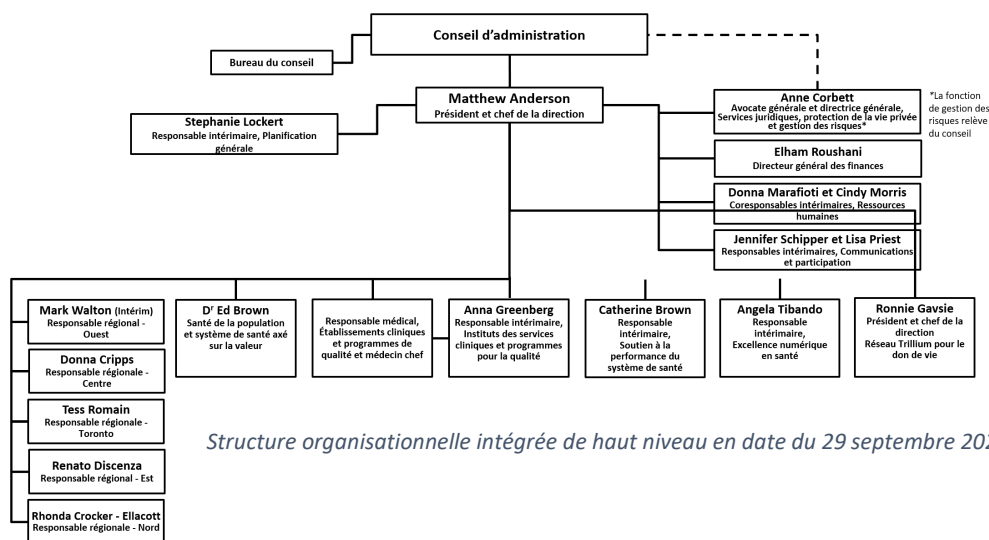 Conseil d'administration
Bureau du conseil
Matthew Anderson
Président et chef de la direction
Stephanie Lockert
Responsable intérimaire, Planification
générale
Anne Corbett
Avocate générale et directrice générale,
Services juridiques, protection de la vie privée
et gestion des risques*
*La fonction
de gestion des
risques relève
du conseil
Elham Roushani
Directeur général des finances
Donna Marafioti et Cindy Morris
Coresponsables intérimaires, Ressources
humaines
Jennifer Schipper et Lisa Priest
Responsables intérimaires, Communications
et participation
Mark Walton (Intérim)
Responsable régional -
Ouest
Donna Cripps
Responsable régionale -
Centre
Tess Romain
Responsable régionale -
Toronto
Renato Discenza
Responsable régional - Est
Rhonda Crocker - Ellacott
Responsable régionale - Nord
Dʳ Ed Brown
Santé de la population
et système de santé axé
sur la valeur
Responsable médical,
Établissements cliniques
et programmes de
qualité et médecin chef
Anna Greenberg
Responsable intérimaire,
Instituts des services
cliniques et programmes
pour la qualité
Catherine Brown
Responsable
intérimaire,
Soutien à la
performance du
système de santé
Angela Tibando
Responsable
intérimaire,
Excellence numérique
en santé
Ronnie Gavsie
Président et chef de la
direction
Réseau Trillium pour le
don de vie
Structure organisationnelle intégrée de haut niveau en date du 29 septembre